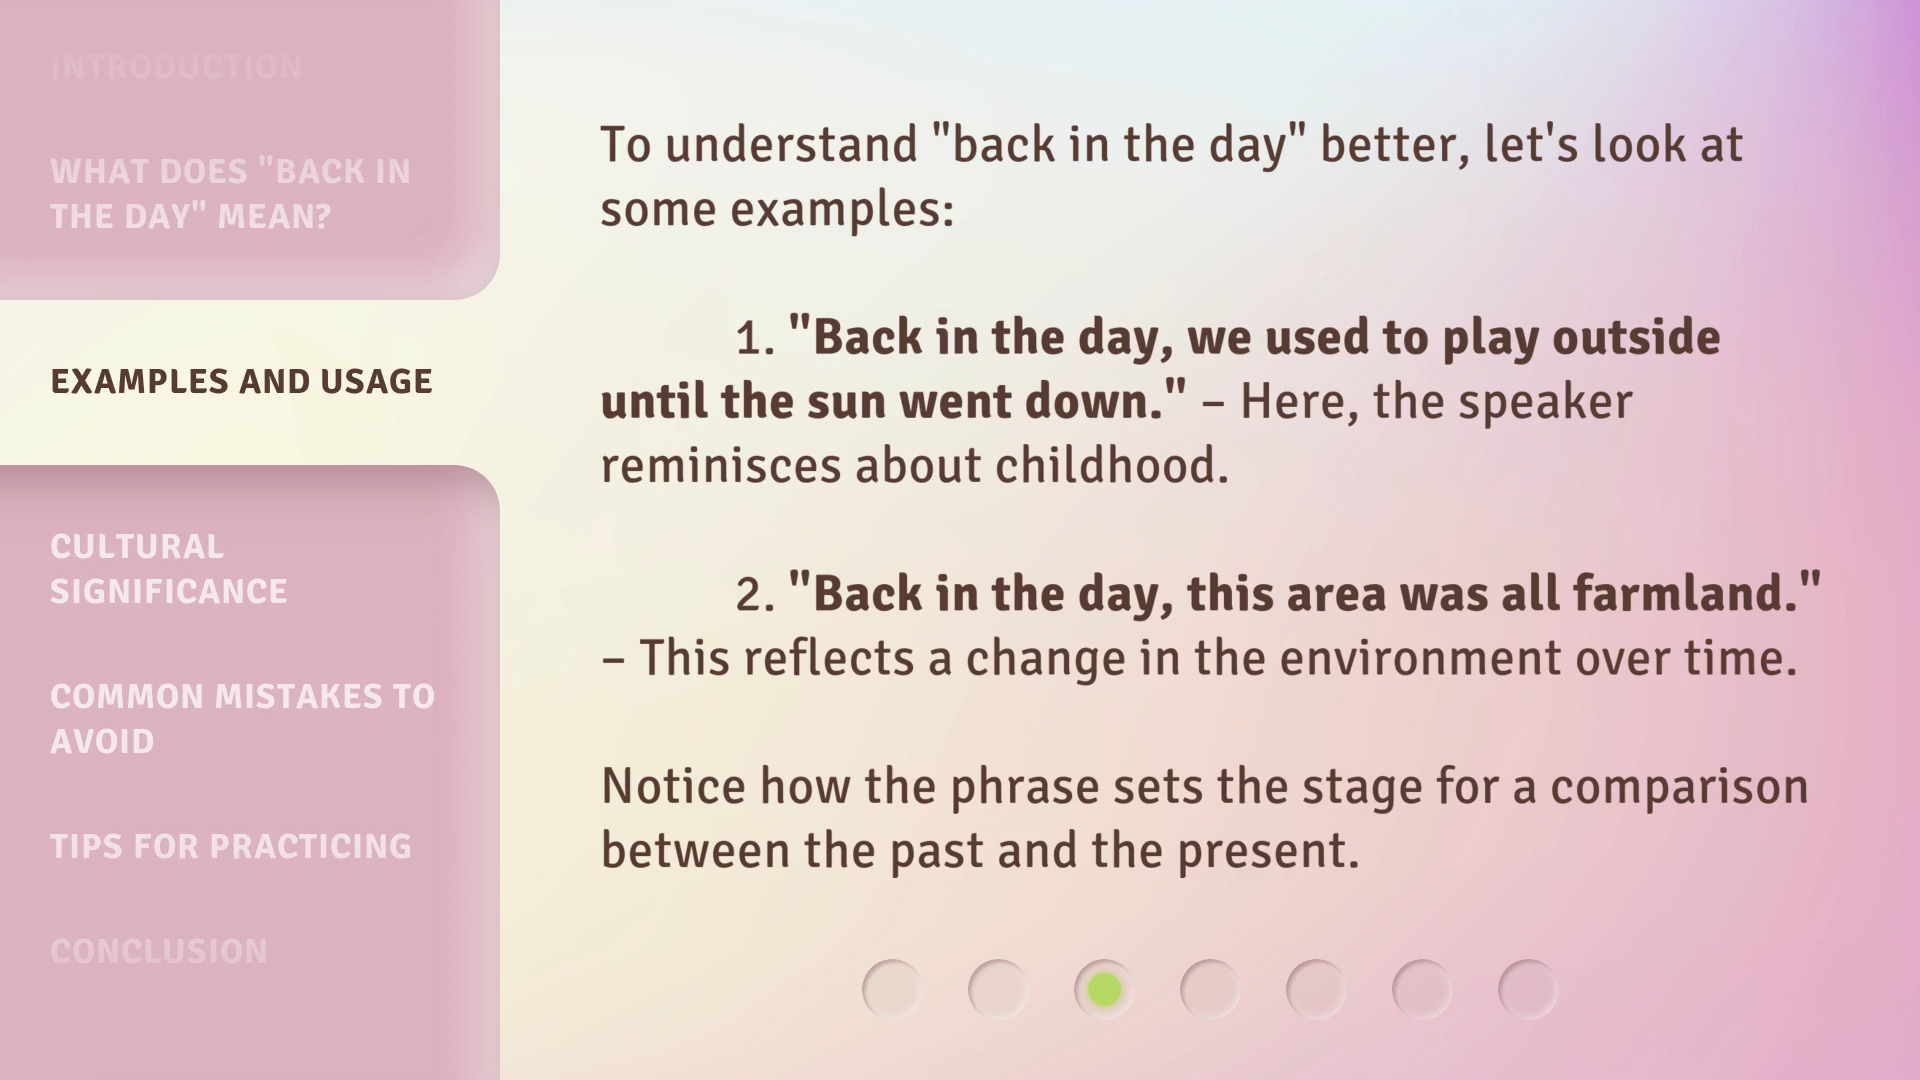 INTRODUCTION
WHAT DOES "BACK IN
THE DAY" MEAN?
EXAMPLES AND USAGE
CULTURAL
SIGNIFICANCE
COMMON MISTAKES TO
AVOID
TIPS FOR PRACTICING
CONCLUSION
To understand "back in the day" better, let's look at
some examples:
1. "Back in the day, we used to play outside
until the sun went down." – Here, the speaker
reminisces about childhood.
2. "Back in the day, this area was all farmland."
– This reflects a change in the environment over time.
Notice how the phrase sets the stage for a comparison
between the past and the present.